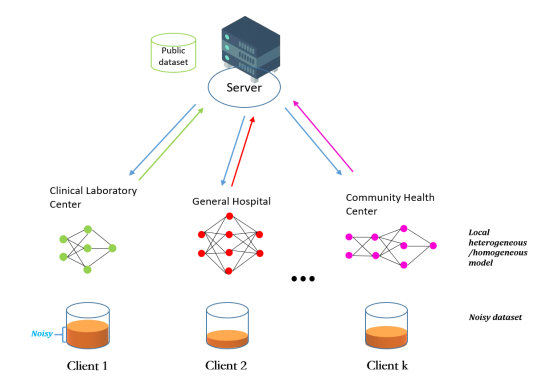 Public
dataset
Server
Clinical Laboratory
Center
General Hospital
Community Health
Center
Local
heterogeneous
/homogeneous
model
Noisy
Noisy dataset
Client 1
Client 2
Client k